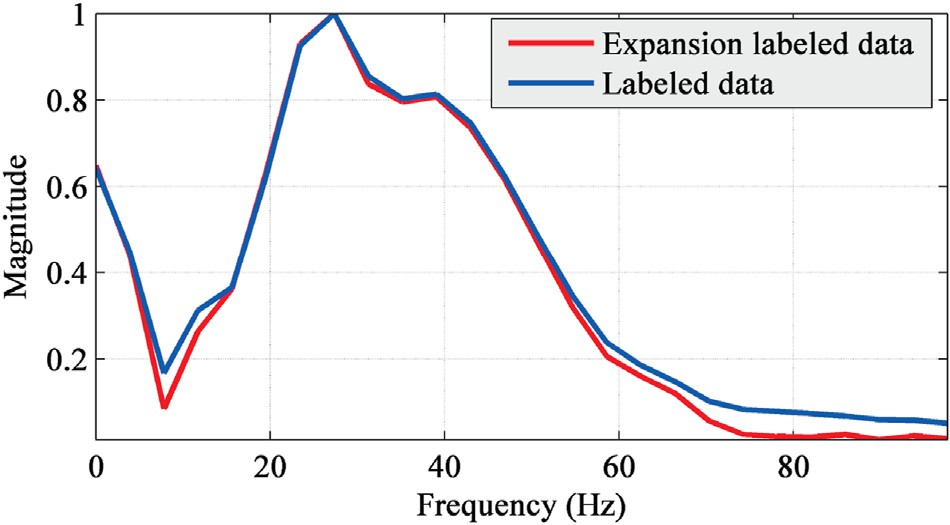 1
0.8
0.6
0.4
0.2
0 20 40 60 80
Magnitude
Frequency (Hz)
Expansion labeled data
Labeled data